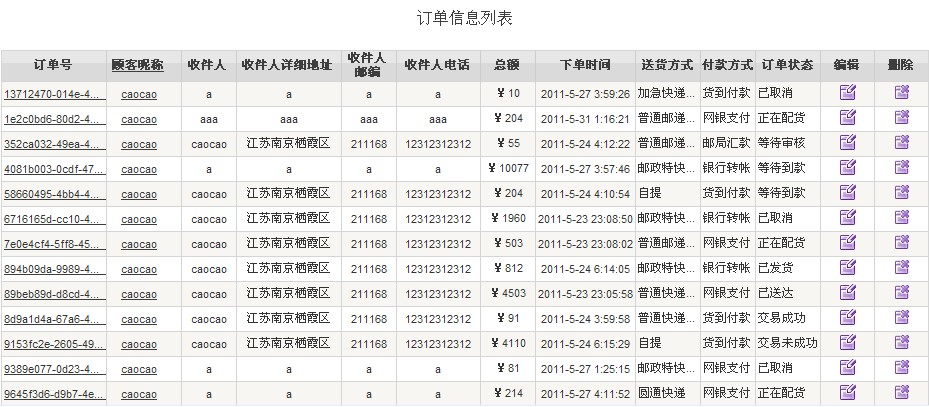 订单信息列表
订单号 顾客昵称 收件人 收件人详细地址 收件人邮编 收件人电话 总额 下单时间 送货方式 付款方式 订单状态 编辑 删除
13712470-014e-4... caocao a a a a ¥ 10 2011-5-27 3:59:26 加急快递... 货到付款 已取消
1e2c0bd6-80d2-4... caocao aaa aaa aaa aaa ¥ 204 2011-5-31 1:16:21 普通邮递... 网银支付 正在配货
352ca032-49ea-4... caocao caocao 江苏南京栖霞区 211168 12312312312 ¥ 55 2011-5-24 4:12:22 普通邮递... 邮局汇款 等待审核
4081b003-0cdf-47... caocao a a a a ¥ 10077 2011-5-27 3:57:46 邮政特快... 银行转帐 等待到款
58660495-4bb4-4... caocao caocao 江苏南京栖霞区 211168 12312312312 ¥ 204 2011-5-24 4:10:54 自提 货到付款 等待到款
6716165d-cc10-4... caocao caocao 江苏南京栖霞区 211168 12312312312 ¥ 1960 2011-5-23 23:08:50 邮政特快... 银行转帐 已取消
7e0e4cf4-5ff8-45... caocao caocao 江苏南京栖霞区 211168 12312312312 ¥ 503 2011-5-23 23:08:02 普通邮递... 网银支付 正在配货
894b09da-9989-4... caocao caocao 江苏南京栖霞区 211168 12312312312 ¥ 812 2011-5-24 6:14:05 邮政特快... 银行转帐 已发货
89beb89d-d8cd-4... caocao caocao 江苏南京栖霞区 211168 12312312312 ¥ 4503 2011-5-23 23:05:58 普通快递... 网银支付 已送达
8d9a1d4a-67a6-4... caocao caocao 江苏南京栖霞区 211168 12312312312 ¥ 91 2011-5-24 3:59:58 普通快递... 货到付款 交易成功
9153fc2e-2605-49... caocao caocao 江苏南京栖霞区 211168 12312312312 ¥ 4110 2011-5-24 6:15:29 自提 货到付款 交易未成功
9389e077-0d23-4... caocao a a a a ¥ 81 2011-5-27 1:25:15 邮政特快... 网银支付 已取消
9645f3d6-d9b7-4e... caocao a a a a ¥ 214 2011-5-27 4:11:52 圆通快递 网银支付 正在配货